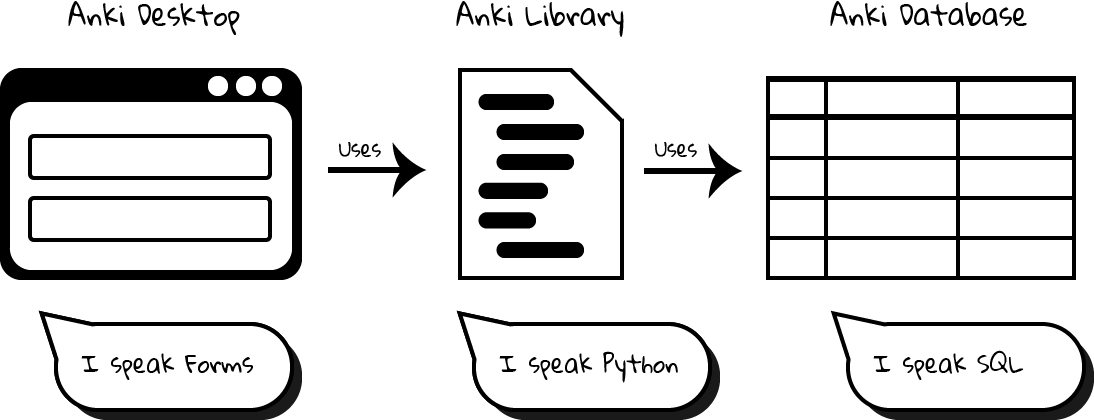 Anki Desktop
Anki Library
Anki Database
Uses
Uses
I speak Forms
I speak Python
I speak SQL